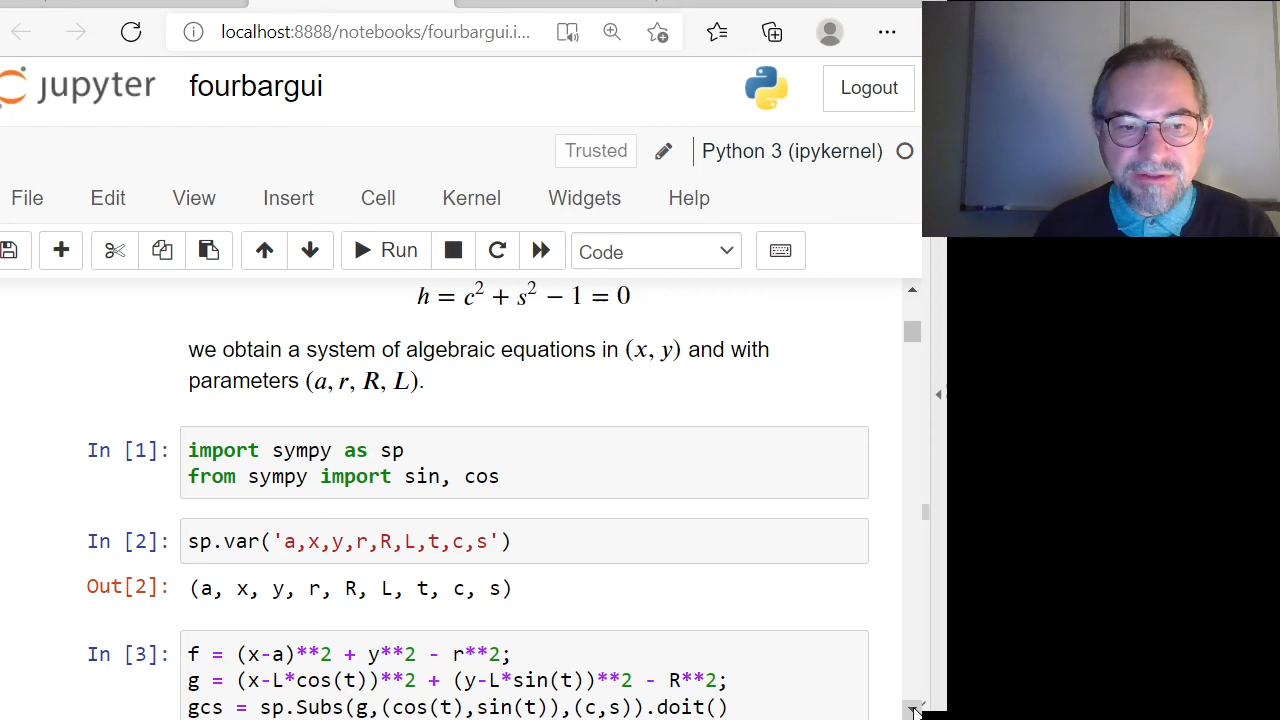 localhost:8888/notebooks/fourbargui.i...
jupyter fourbargui
Logout
Trusted
Python 3 (ipykernel)
File Edit View Insert Cell Kernel Widgets Help
Run
Code
h = c² + s² − 1 = 0
we obtain a system of algebraic equations in (x, y) and with
parameters (a, r, R, L).
In [1]: import sympy as sp
from sympy import sin, cos
In [2]: sp.var('a,x,y,r,R,L,t,c,s')
Out[2]: (a, x, y, r, R, L, t, c, s)
In [3]: f = (x-a)**2 + y**2 - r**2;
g = (x-L*cos(t))**2 + (y-L*sin(t))**2 - R**2;
gcs = sp.Subs(g,(cos(t),sin(t)),(c,s)).doit()